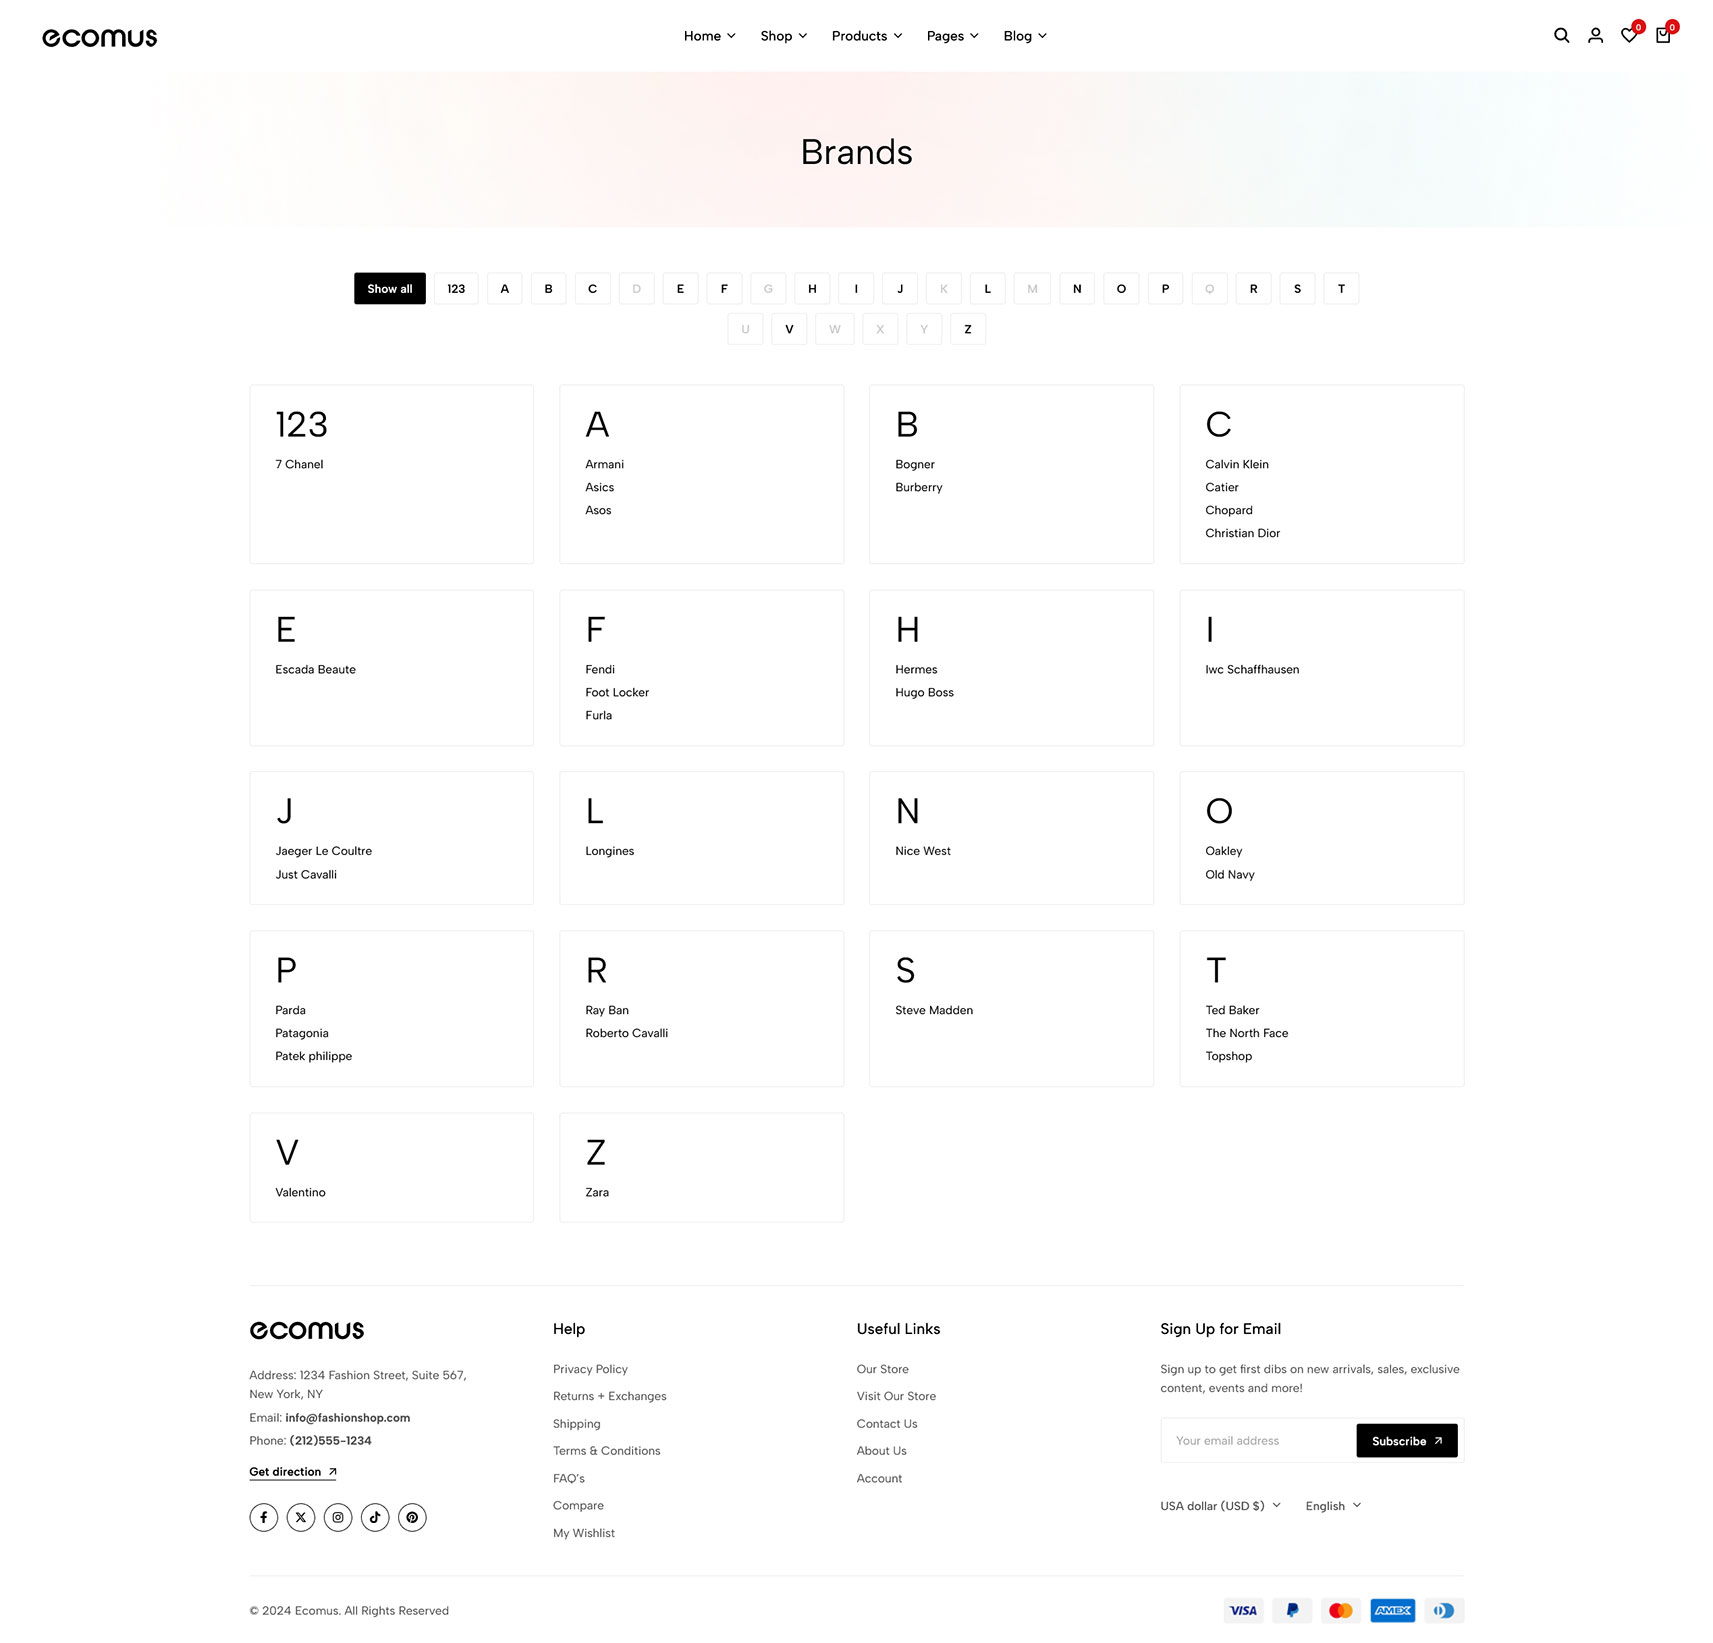 ecomus
Home Shop Products Pages Blog
0 0
Brands
Show all 123 A B C D E F G H I J K L M N O P Q R S T
U V W X Y Z
123
7 Chanel
A
Armani
Asics
Asos
B
Bogner
Burberry
C
Calvin Klein
Catier
Chopard
Christian Dior
E
Escada Beaute
F
Fendi
Foot Locker
Furla
H
Hermes
Hugo Boss
I
Iwc Schaffhausen
J
Jaeger Le Coultre
Just Cavalli
L
Longines
N
Nice West
O
Oakley
Old Navy
P
Parda
Patagonia
Patek philippe
R
Ray Ban
Roberto Cavalli
S
Steve Madden
T
Ted Baker
The North Face
Topshop
V
Valentino
Z
Zara
ecomus
Address: 1234 Fashion Street, Suite 567,
New York, NY
Email: info@fashionshop.com
Phone: (212)555-1234
Get direction
Help
Privacy Policy
Returns + Exchanges
Shipping
Terms & Conditions
FAQ's
Compare
My Wishlist
Useful Links
Our Store
Visit Our Store
Contact Us
About Us
Account
Sign Up for Email
Sign up to get first dibs on new arrivals, sales, exclusive
content, events and more!
Your email address
Subscribe
USA dollar (USD $) English
© 2024 Ecomus. All Rights Reserved
VISA AMEX